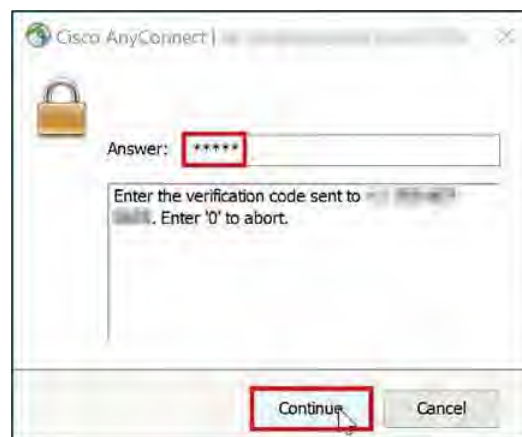 Cisco AnyConnect |
Answer: *****
Enter the verification code sent to
. Enter '0' to abort.
Continue
Cancel